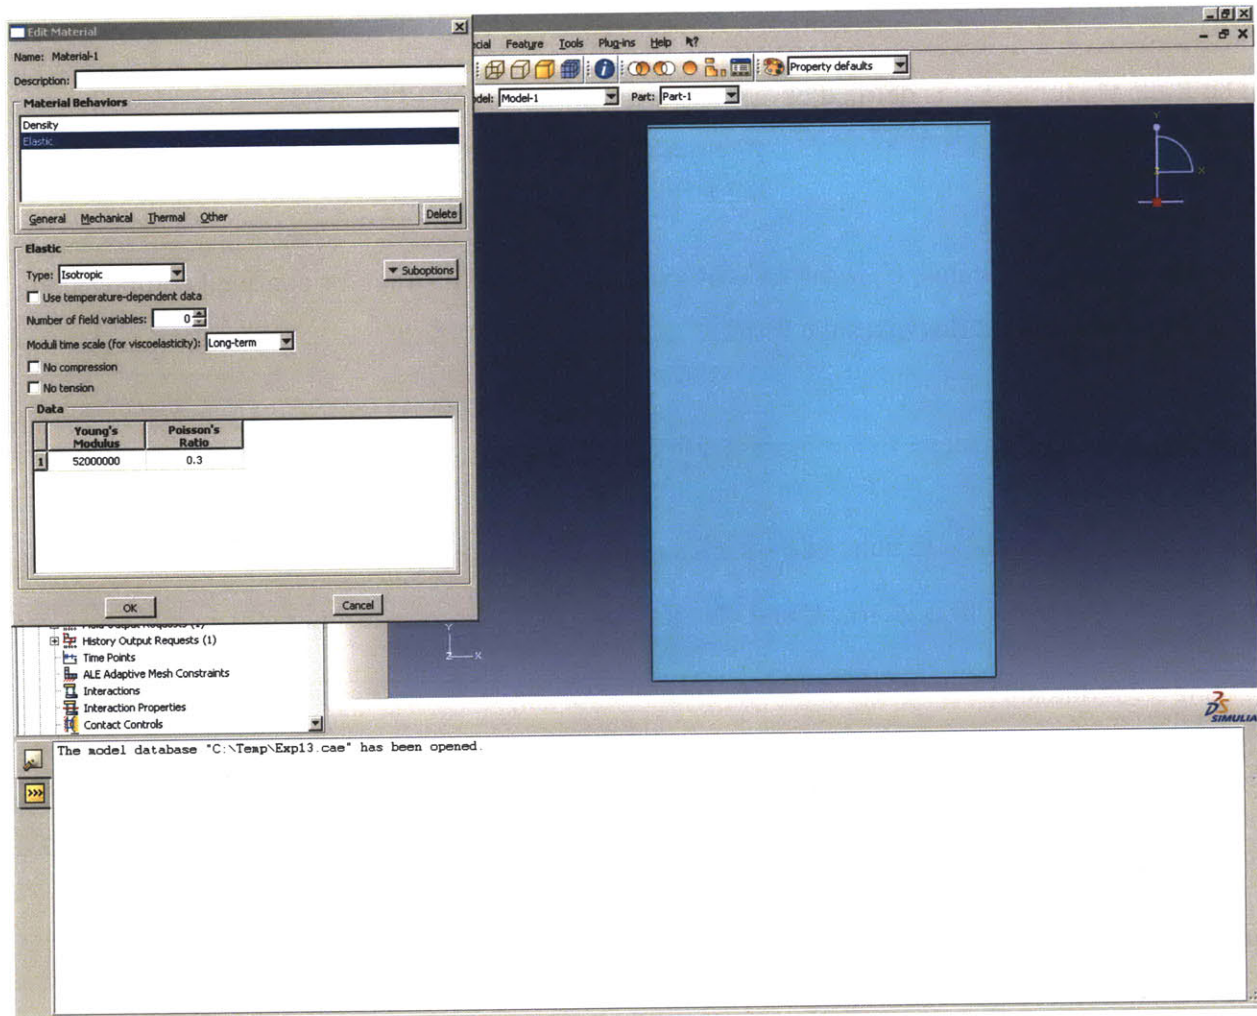 Edit Material
Name: Material-1
Description:
Material Behaviors
Density
Elastic
General Mechanical Thermal Other Delete
Elastic
Type: Isotropic Suboptions
Use temperature-dependent data
Number of field variables: 0
Moduli time scale (for viscoelasticity): Long-term
No compression
No tension
Data
Young's Modulus Poisson's Ratio
1 52000000 0.3
OK Cancel
Feature Tools Plug-ins Help
Property defaults
Model-1 Part: Part-1
Y
X
Z
History Output Requests (1)
Time Points
ALE Adaptive Mesh Constraints
Interactions
Interaction Properties
Contact Controls
Y
Z X
SIMULIA
The model database "C:\Temp\Exp13.cae" has been opened.